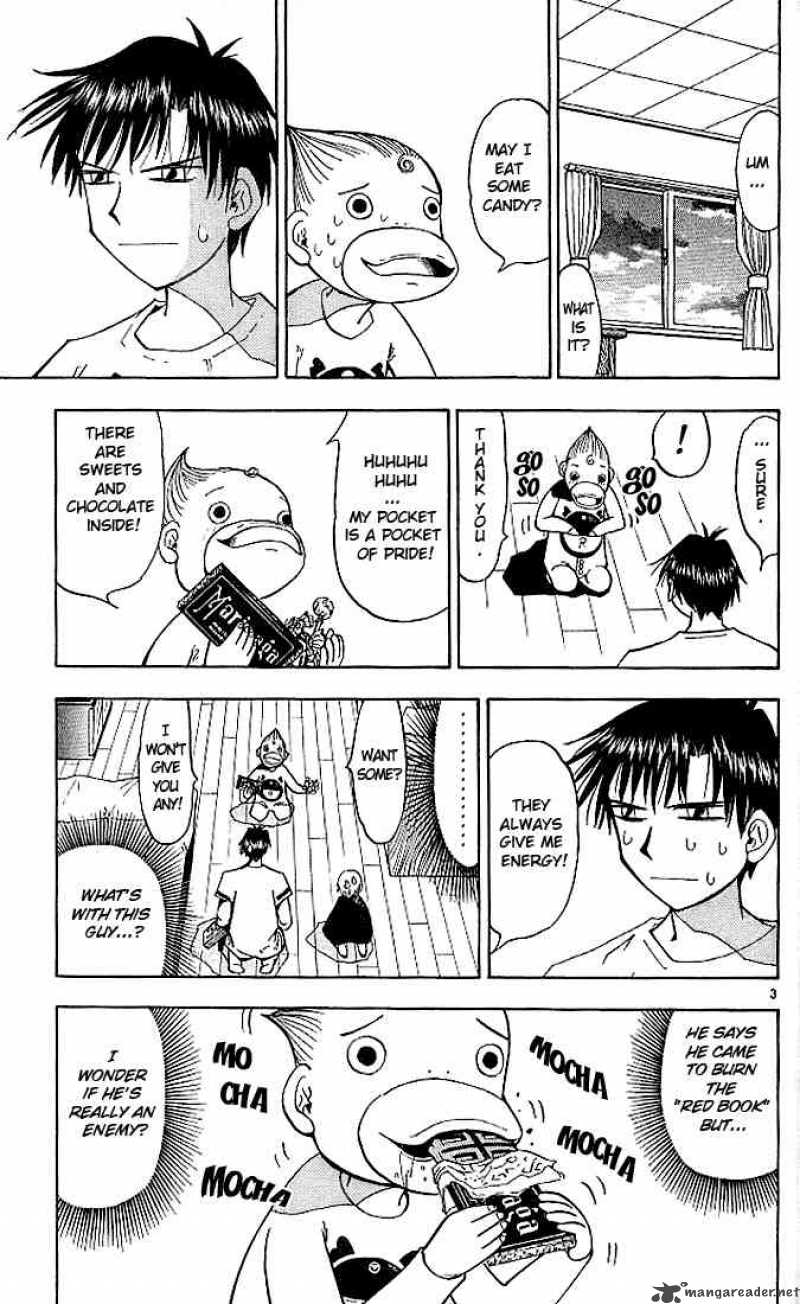 UM
...
WHAT
IS
IT?
MAY I
EAT
SOME
CANDY?
... SURE.
!
GO
SO
GO
SO
THANK YOU.
HUHUHU
HUHU
...
MY POCKET
IS A POCKET
OF PRIDE!
THERE
ARE
SWEETS
AND
CHOCOLATE
INSIDE!
THEY
ALWAYS
GIVE ME
ENERGY!
.........
WANT
SOME?
I
WON'T
GIVE
YOU
ANY!
WHAT'S
WITH THIS
GUY...?
3
HE SAYS
HE CAME
TO BURN
THE
"RED BOOK"
BUT...
MOCHA
MOCHA
MO
CHA
MOCHA
I
WONDER
IF HE'S
REALLY AN
ENEMY?
mangareader.net